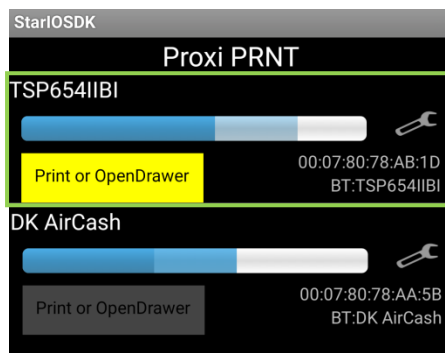 StarIOSDK
Proxi PRNT
TSP654IIBI
Print or OpenDrawer
00:07:80:78:AB:1D
BT:TSP654IIBI
DK AirCash
Print or OpenDrawer
00:07:80:78:AA:5B
BT:DK AirCash